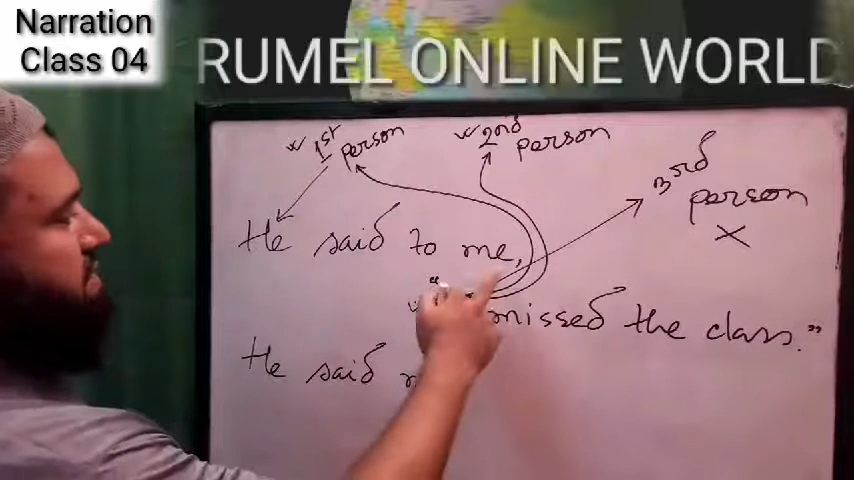 Narration
Class 04
RUMEL ONLINE WORLD
1st person
2nd person
3rd person
×
He said to me,
" missed the class."
He said